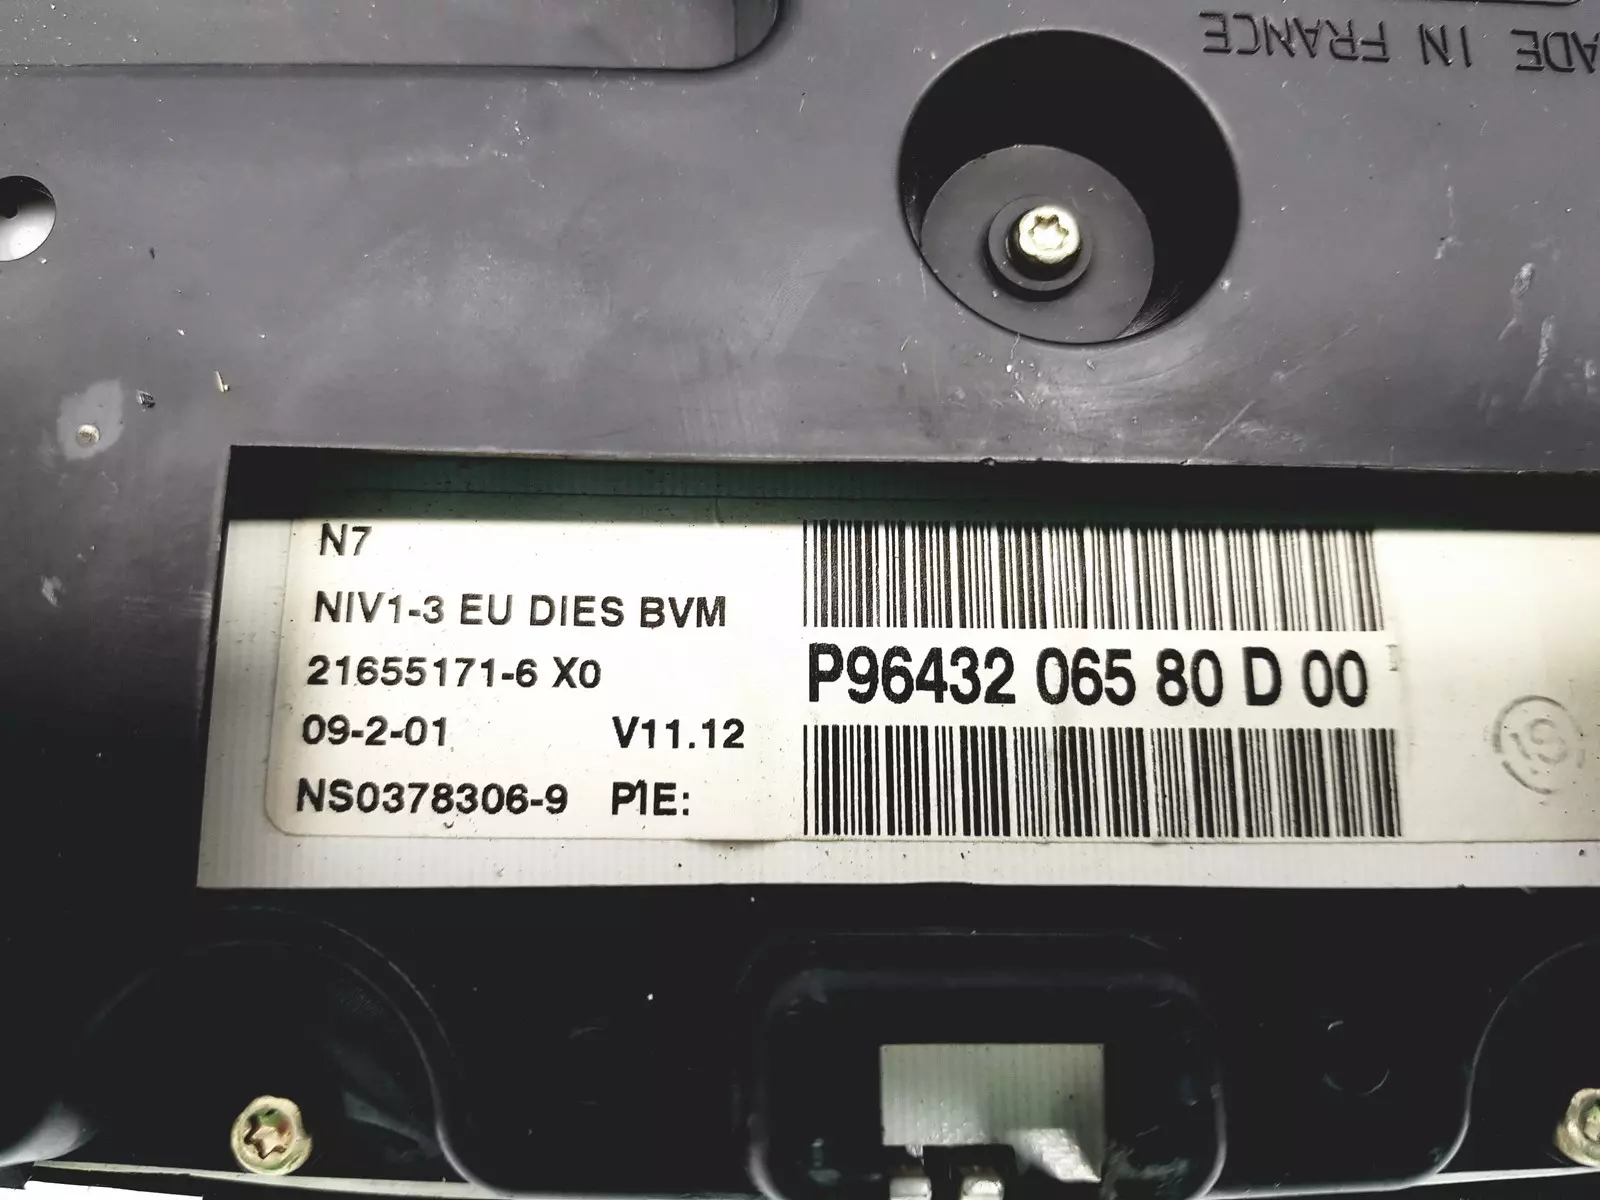 ADE IN FRANCE
N7
NIV1-3 EU DIES BVM
21655171-6 X0
09-2-01 V11.12
NS0378306-9 P1E:
P96432 065 80 D 00